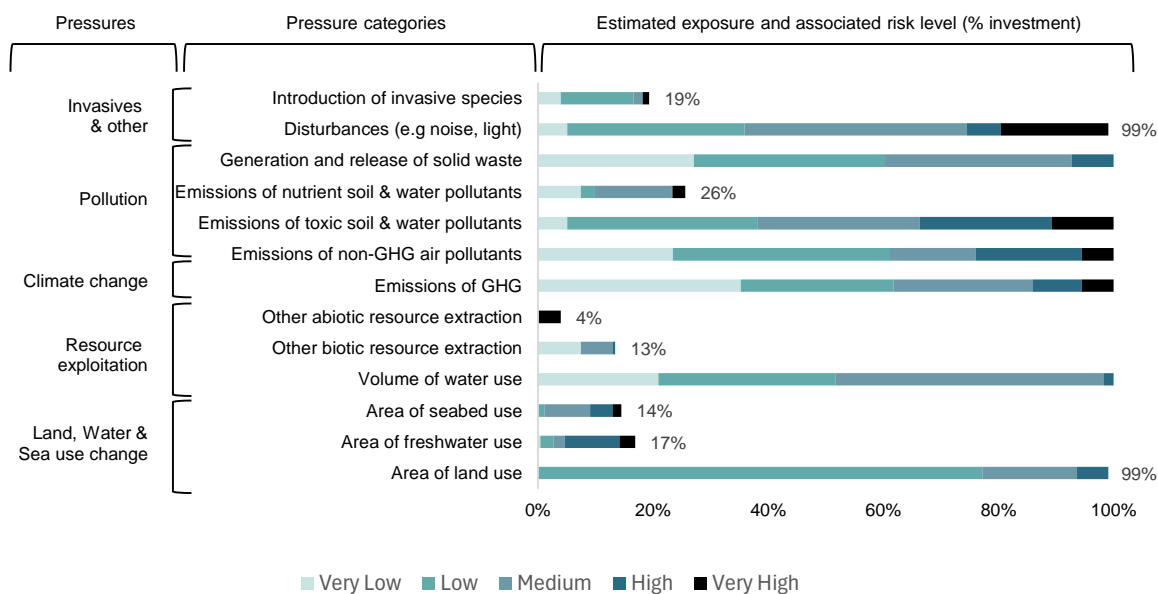 Pressures
Pressure categories
Estimated exposure and associated risk level (% investment)
Invasives
& other
Introduction of invasive species
19%
Disturbances (e.g noise, light)
99%
Pollution
Generation and release of solid waste
Emissions of nutrient soil & water pollutants
26%
Emissions of toxic soil & water pollutants
Emissions of non-GHG air pollutants
Climate change
Emissions of GHG
Resource
exploitation
Other abiotic resource extraction
4%
Other biotic resource extraction
13%
Volume of water use
Land, Water &
Sea use change
Area of seabed use
14%
Area of freshwater use
17%
Area of land use
99%
0%
20%
40%
60%
80%
100%
Very Low
Low
Medium
High
Very High